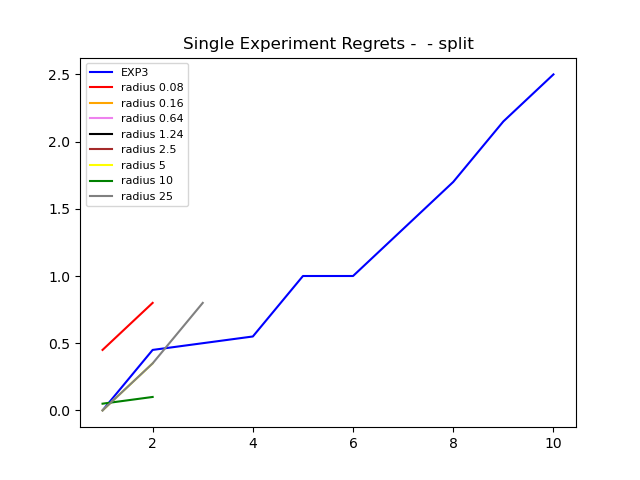 Single Experiment Regrets -  - split
EXP3
radius 0.08
radius 0.16
radius 0.64
radius 1.24
radius 2.5
radius 5
radius 10
radius 25
2.5
2.0
1.5
1.0
0.5
0.0
2 4 6 8 10